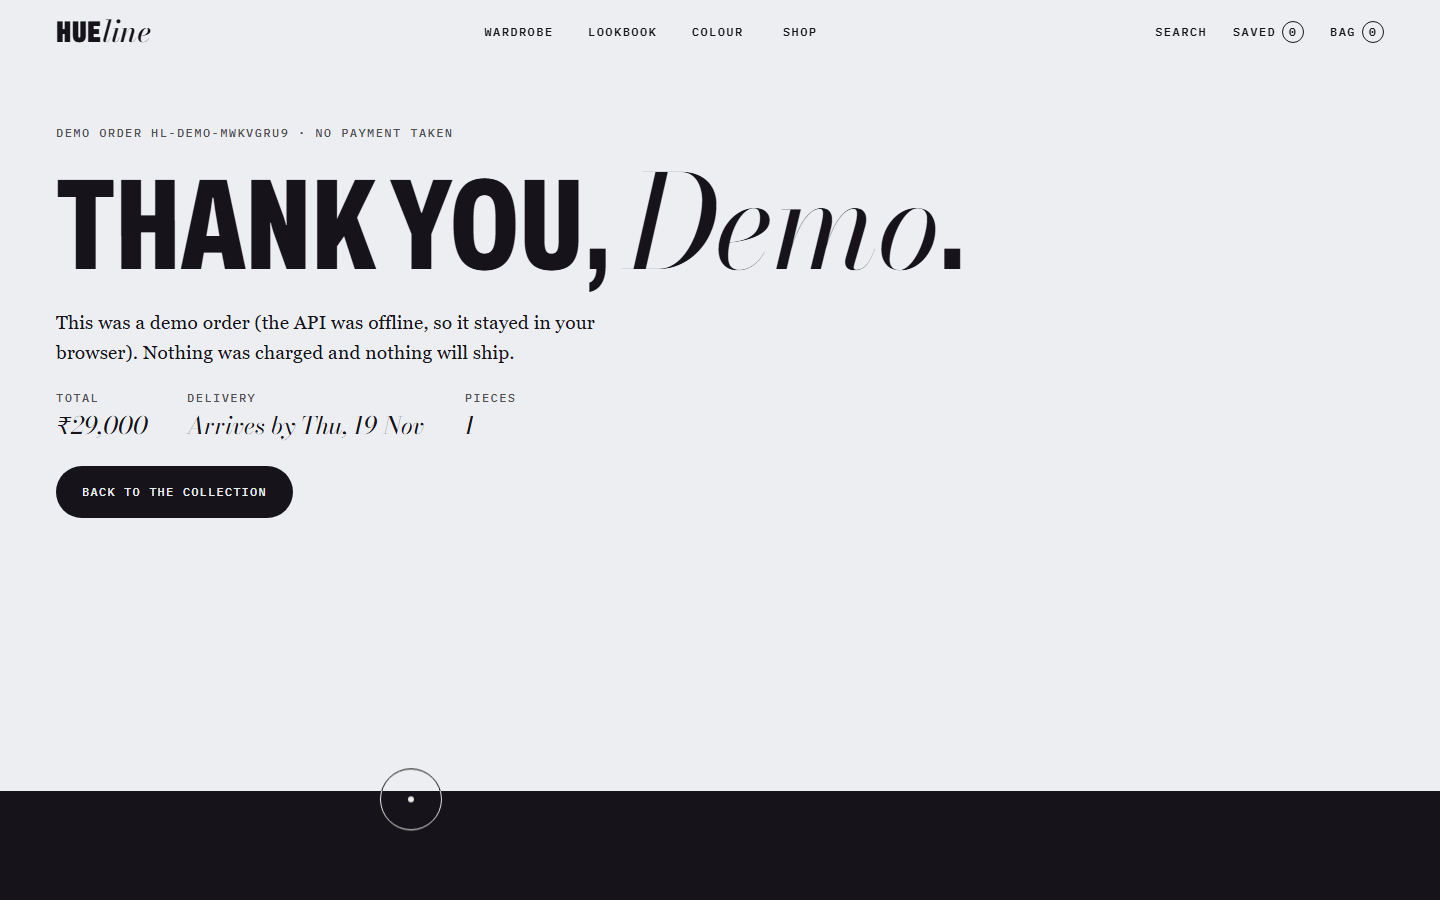 HUEline
WARDROBE LOOKBOOK COLOUR SHOP
SEARCH SAVED 0 BAG 0
DEMO ORDER HL-DEMO-MWKVGRU9 · NO PAYMENT TAKEN
THANK YOU, Demo.
This was a demo order (the API was offline, so it stayed in your
browser). Nothing was charged and nothing will ship.
TOTAL DELIVERY PIECES
₹29,000 Arrives by Thu, 19 Nov 1
BACK TO THE COLLECTION